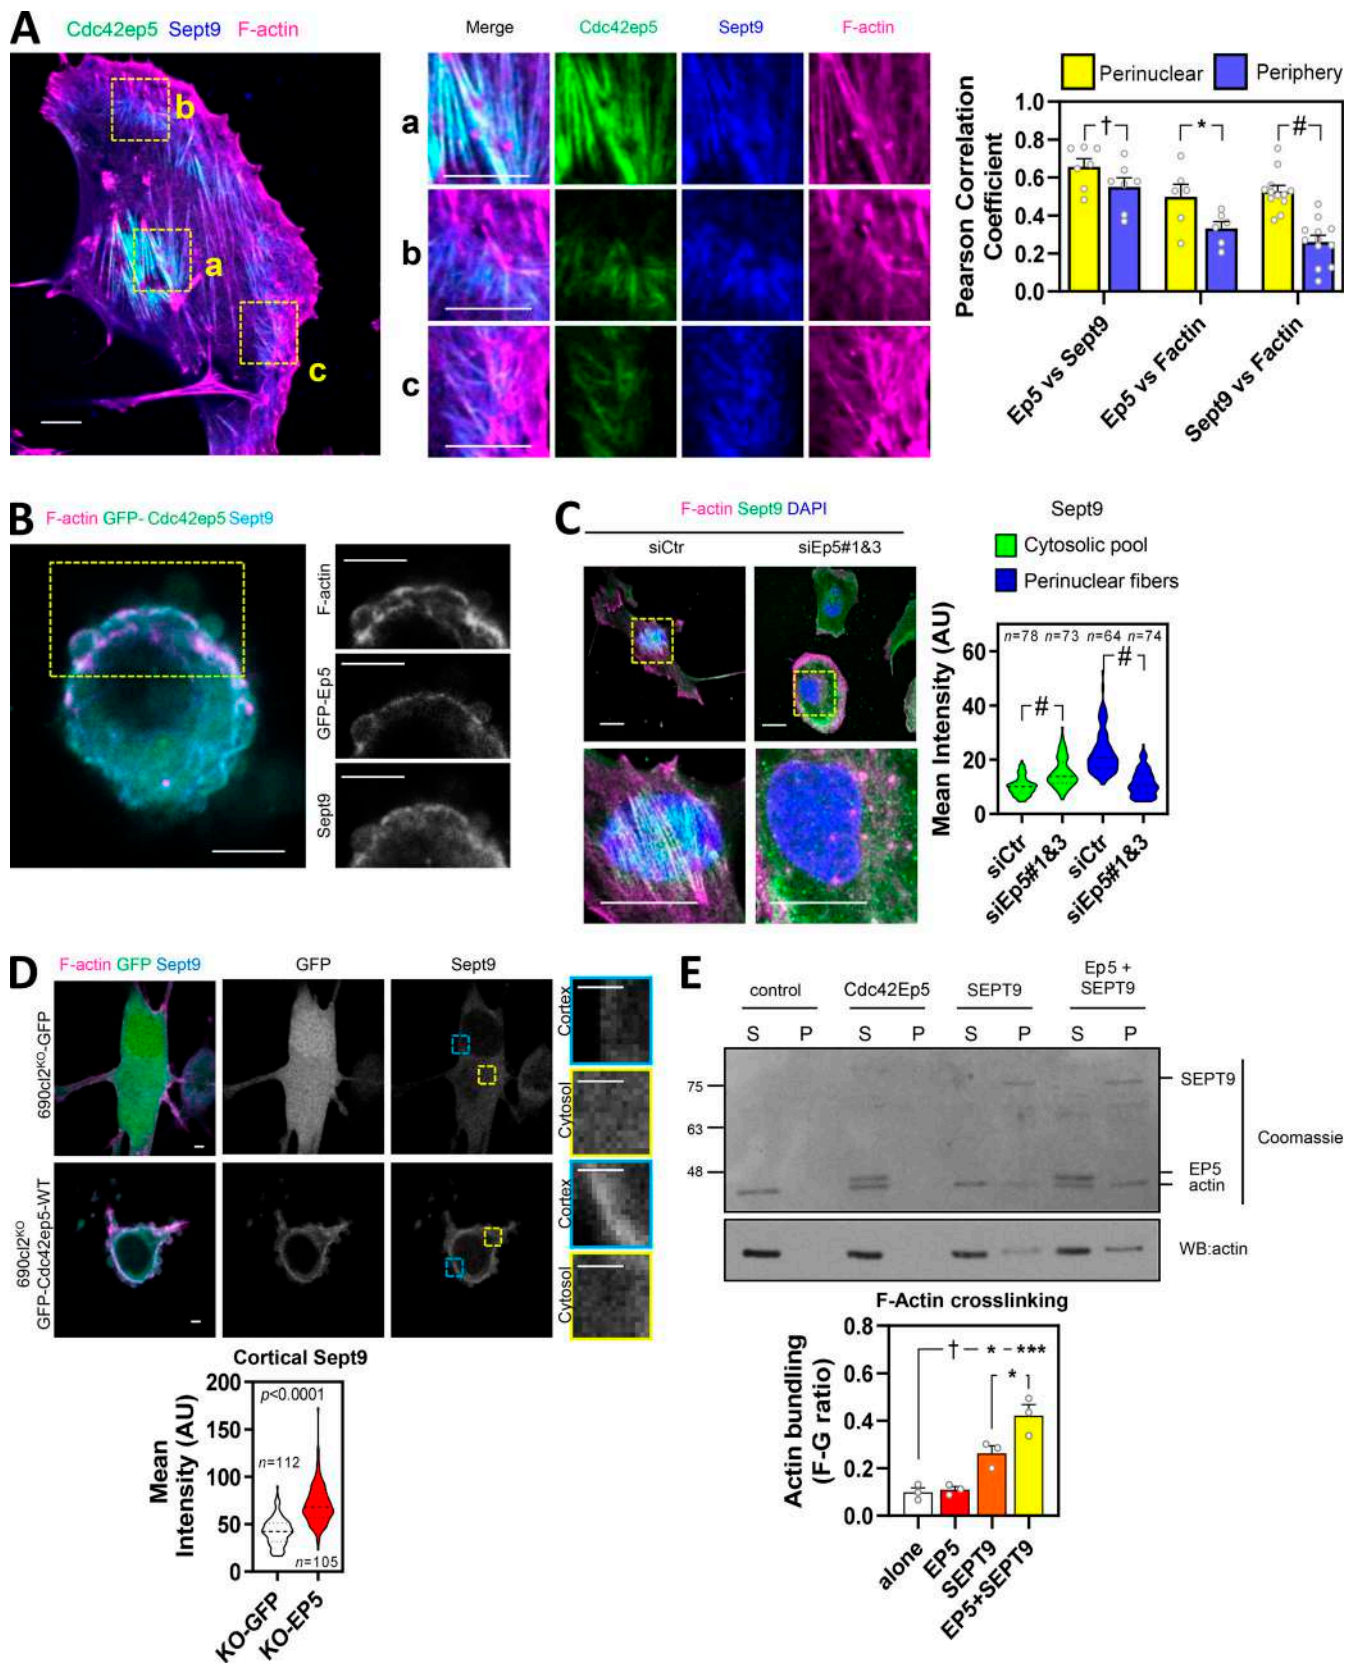 A
Cdc42ep5 Sept9 F-actin
b
a
c
Merge Cdc42ep5 Sept9 F-actin
a
b
c
Perinuclear Periphery
Pearson Correlation
Coefficient
1.0
0.8
0.6
0.4
0.2
0.0
† * #
Ep5 vs Sept9
Ep5 vs Factin
Sept9 vs Factin
B
F-actin GFP- Cdc42ep5 Sept9
F-actin
GFP-Ep5
Sept9
C
F-actin Sept9 DAPI
siCtr siEp5#1&3
Sept9
Cytosolic pool
Perinuclear fibers
Mean Intensity (AU)
60
40
20
0
n=78 n=73 n=64 n=74
# #
siCtr
siEp5#1&3
siCtr
siEp5#1&3
D
F-actin GFP Sept9 GFP Sept9
690cl2KO-GFP
Cortex
Cytosol
690cl2KO
GFP-Cdc42ep5-WT
Cortex
Cytosol
Cortical Sept9
Mean
Intensity (AU)
200
150
100
50
0
p<0.0001
n=112
n=105
KO-GFP
KO-EP5
E
control Cdc42Ep5 SEPT9 Ep5 +
SEPT9
S P S P S P S P
75
63
48
SEPT9
EP5
actin
Coomassie
WB:actin
F-Actin crosslinking
Actin bundling
(F-G ratio)
0.8
0.6
0.4
0.2
0.0
† * ***
*
alone
EP5
SEPT9
EP5+SEPT9